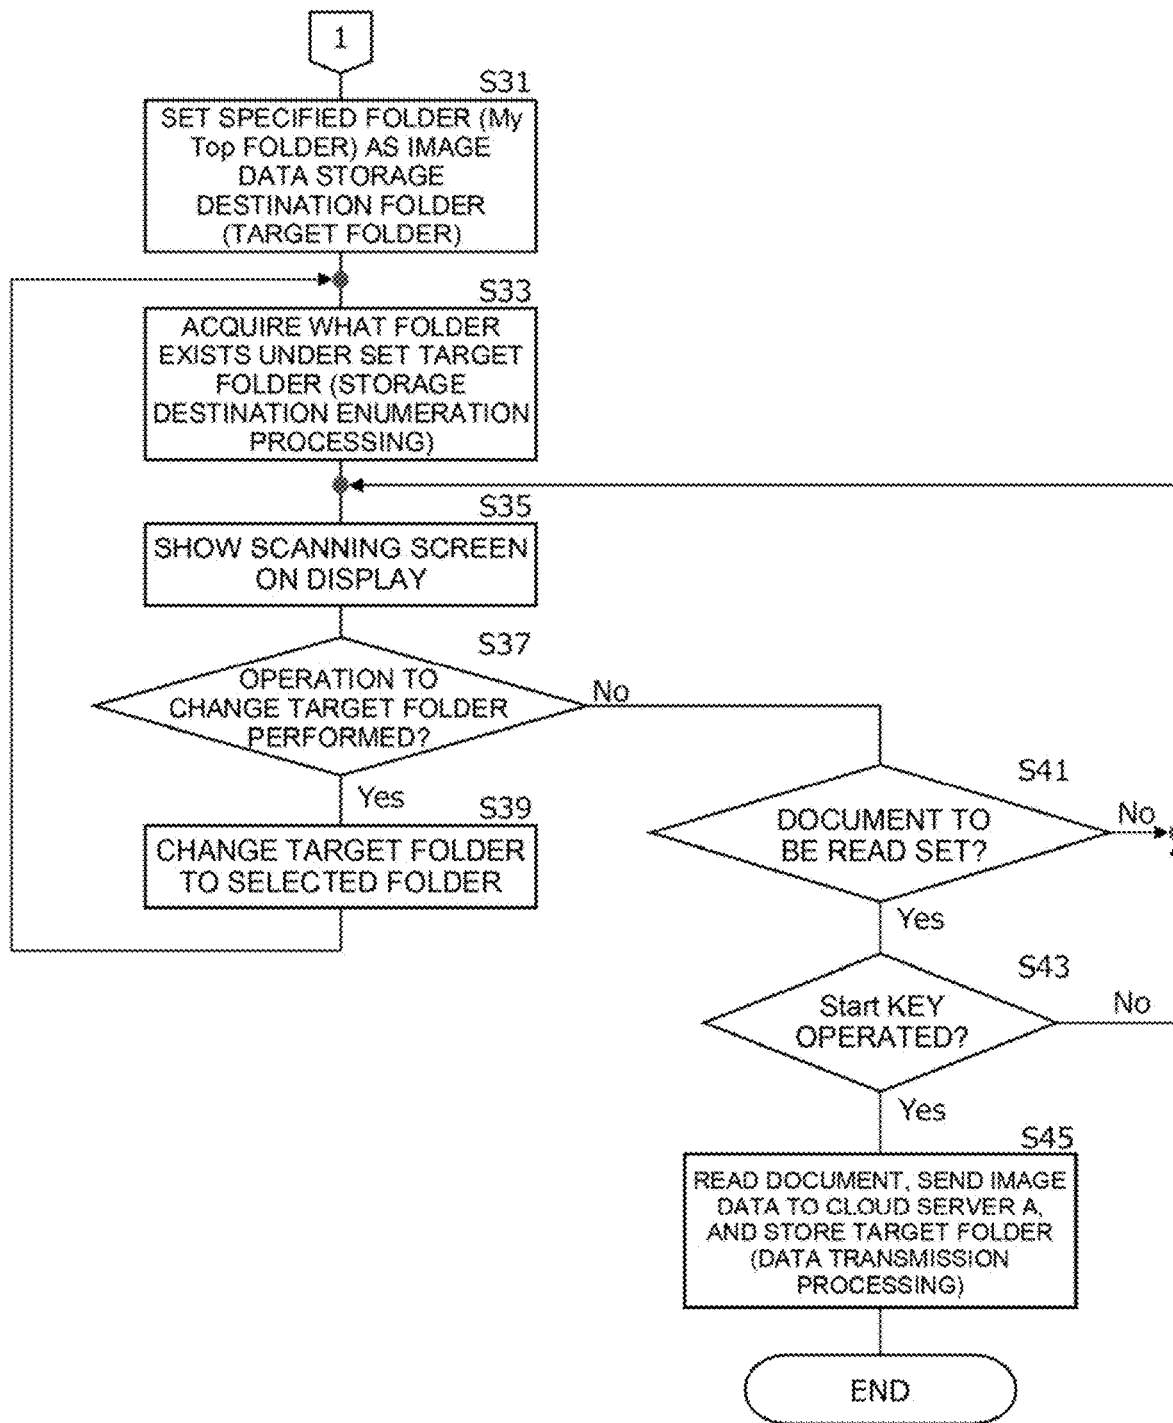 1
S31
SET SPECIFIED FOLDER (My
Top FOLDER) AS IMAGE
DATA STORAGE
DESTINATION FOLDER
(TARGET FOLDER)
S33
ACQUIRE WHAT FOLDER
EXISTS UNDER SET TARGET
FOLDER (STORAGE
DESTINATION ENUMERATION
PROCESSING)
S35
SHOW SCANNING SCREEN
ON DISPLAY
S37
OPERATION TO
CHANGE TARGET FOLDER
PERFORMED?
No
Yes
S39
CHANGE TARGET FOLDER
TO SELECTED FOLDER
S41
DOCUMENT TO
BE READ SET?
No
Yes
S43
Start KEY
OPERATED?
No
Yes
S45
READ DOCUMENT, SEND IMAGE
DATA TO CLOUD SERVER A,
AND STORE TARGET FOLDER
(DATA TRANSMISSION
PROCESSING)
END